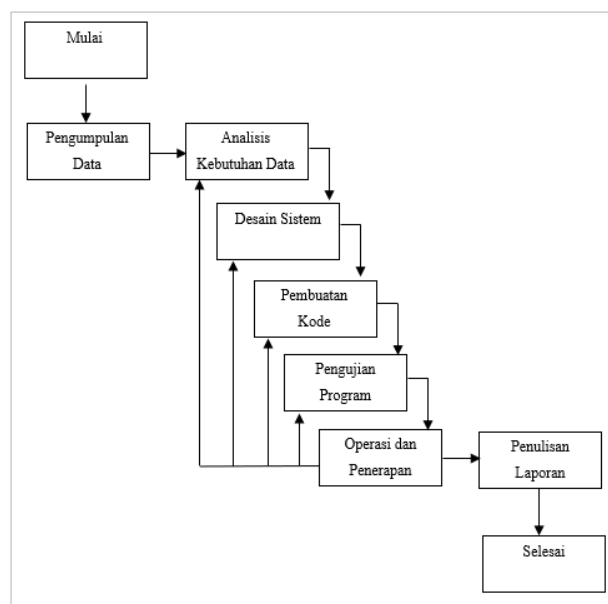 Mulai
Pengumpulan
Data
Analisis
Kebutuhan Data
Desain Sistem
Pembuatan
Kode
Pengujian
Program
Operasi dan
Penerapan
Penulisan
Laporan
Selesai